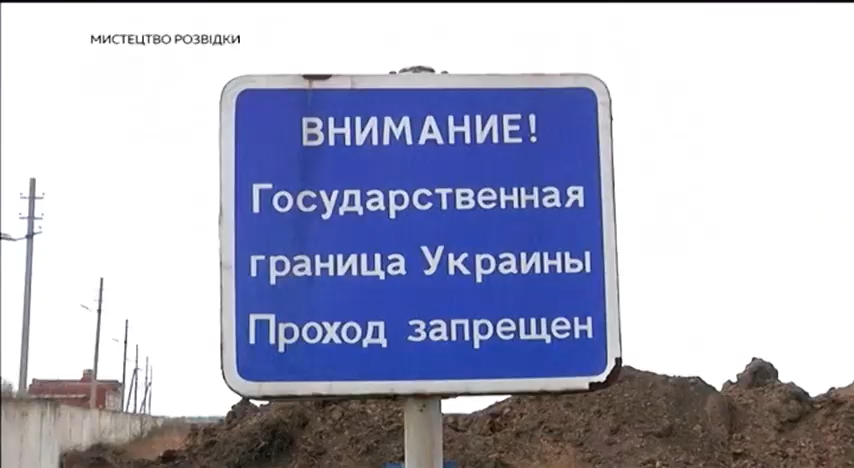 МИСТЕЦТВО РОЗВІДКИ
ВНИМАНИЕ!
Государственная
граница Украины
Проход запрещен